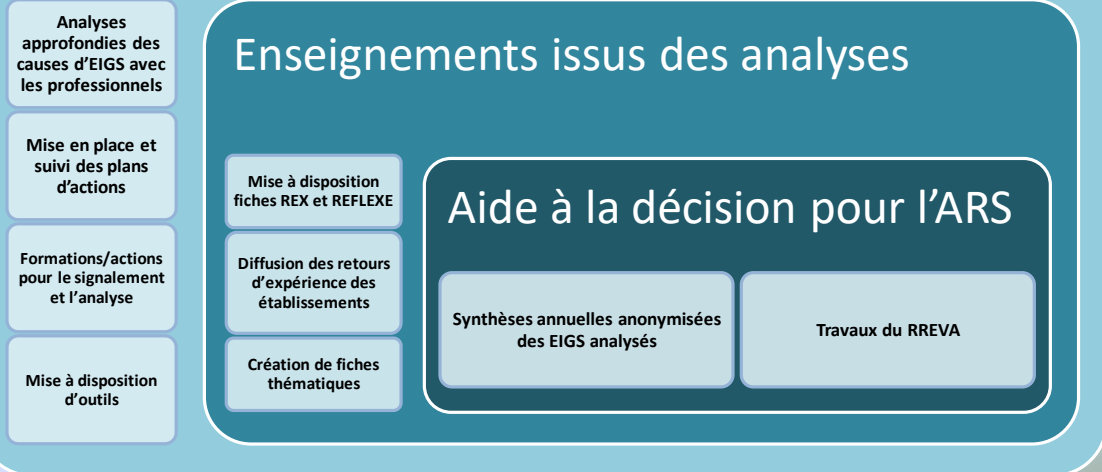 Analyses
approfondies des
causes d’EIGS avec
les professionnels
Mise en place et
suivi des plans
d’actions
Formations/actions
pour le signalement
et l’analyse
Mise à disposition
d’outils
Enseignements issus des analyses
Mise à disposition
fiches REX et REFLEXE
Diffusion des retours
d’expérience des
établissements
Création de fiches
thématiques
Aide à la décision pour l’ARS
Synthèses annuelles anonymisées
des EIGS analysés
Travaux du RREVA